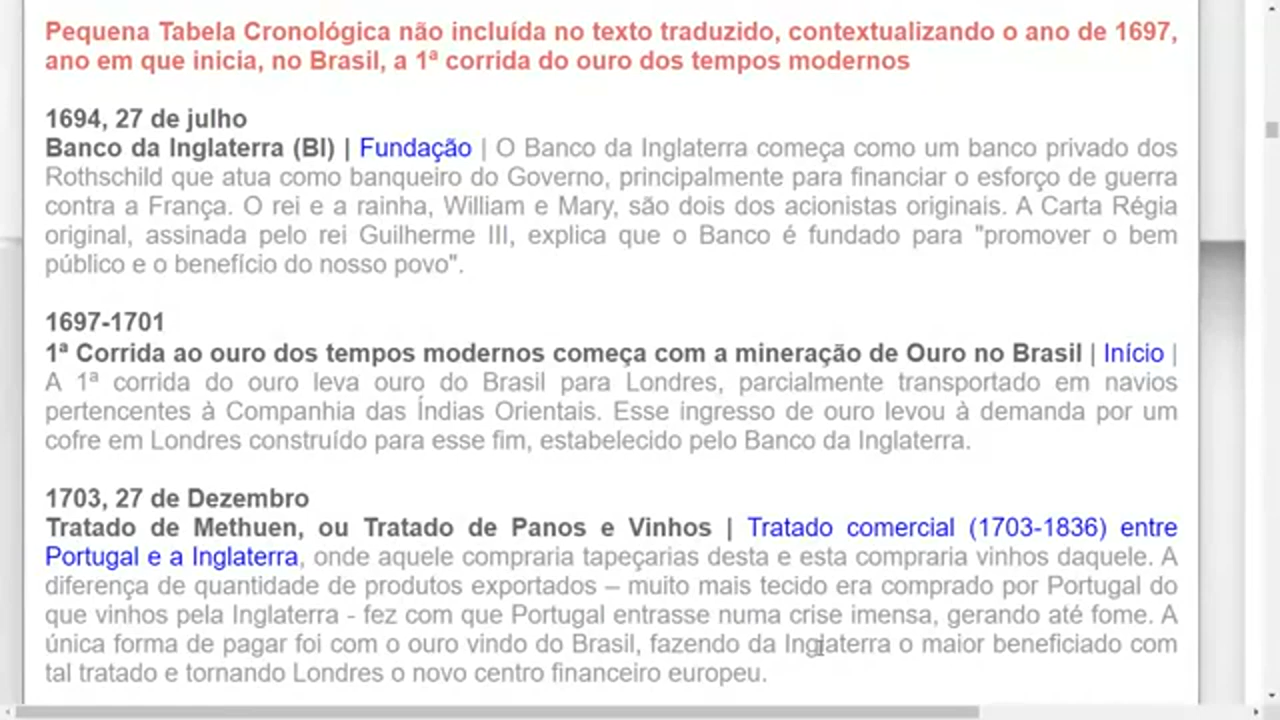 Pequena Tabela Cronológica não incluída no texto traduzido, contextualizando o ano de 1697,
ano em que inicia, no Brasil, a 1ª corrida do ouro dos tempos modernos
1694, 27 de julho
Banco da Inglaterra (BI) | Fundação | O Banco da Inglaterra começa como um banco privado dos
Rothschild que atua como banqueiro do Governo, principalmente para financiar o esforço de guerra
contra a França. O rei e a rainha, William e Mary, são dois dos acionistas originais. A Carta Régia
original, assinada pelo rei Guilherme III, explica que o Banco é fundado para "promover o bem
público e o benefício do nosso povo".
1697-1701
1ª Corrida ao ouro dos tempos modernos começa com a mineração de Ouro no Brasil | Início |
A 1ª corrida do ouro leva ouro do Brasil para Londres, parcialmente transportado em navios
pertencentes à Companhia das Índias Orientais. Esse ingresso de ouro levou à demanda por um
cofre em Londres construído para esse fim, estabelecido pelo Banco da Inglaterra.
1703, 27 de Dezembro
Tratado de Methuen, ou Tratado de Panos e Vinhos | Tratado comercial (1703-1836) entre
Portugal e a Inglaterra, onde aquele compraria tapeçarias desta e esta compraria vinhos daquele. A
diferença de quantidade de produtos exportados – muito mais tecido era comprado por Portugal do
que vinhos pela Inglaterra - fez com que Portugal entrasse numa crise imensa, gerando até fome. A
única forma de pagar foi com o ouro vindo do Brasil, fazendo da Inglaterra o maior beneficiado com
tal tratado e tornando Londres o novo centro financeiro europeu.